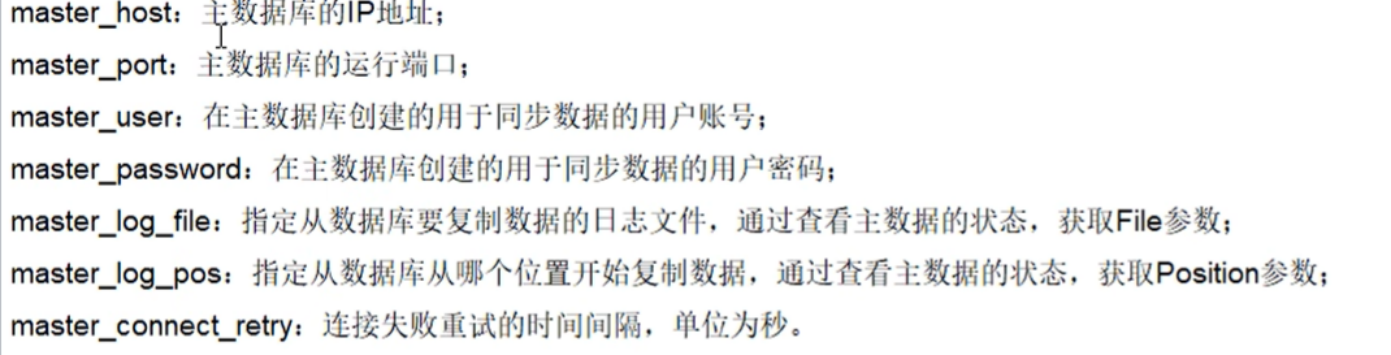 master_host：主数据库的IP地址；
master_port：主数据库的运行端口；
master_user：在主数据库创建的用于同步数据的用户账号；
master_password：在主数据库创建的用于同步数据的用户密码；
master_log_file：指定从数据库要复制数据的日志文件，通过查看主数据的状态，获取File参数；
master_log_pos：指定从数据库从哪个位置开始复制数据，通过查看主数据的状态，获取Position参数；
master_connect_retry：连接失败重试的时间间隔，单位为秒。